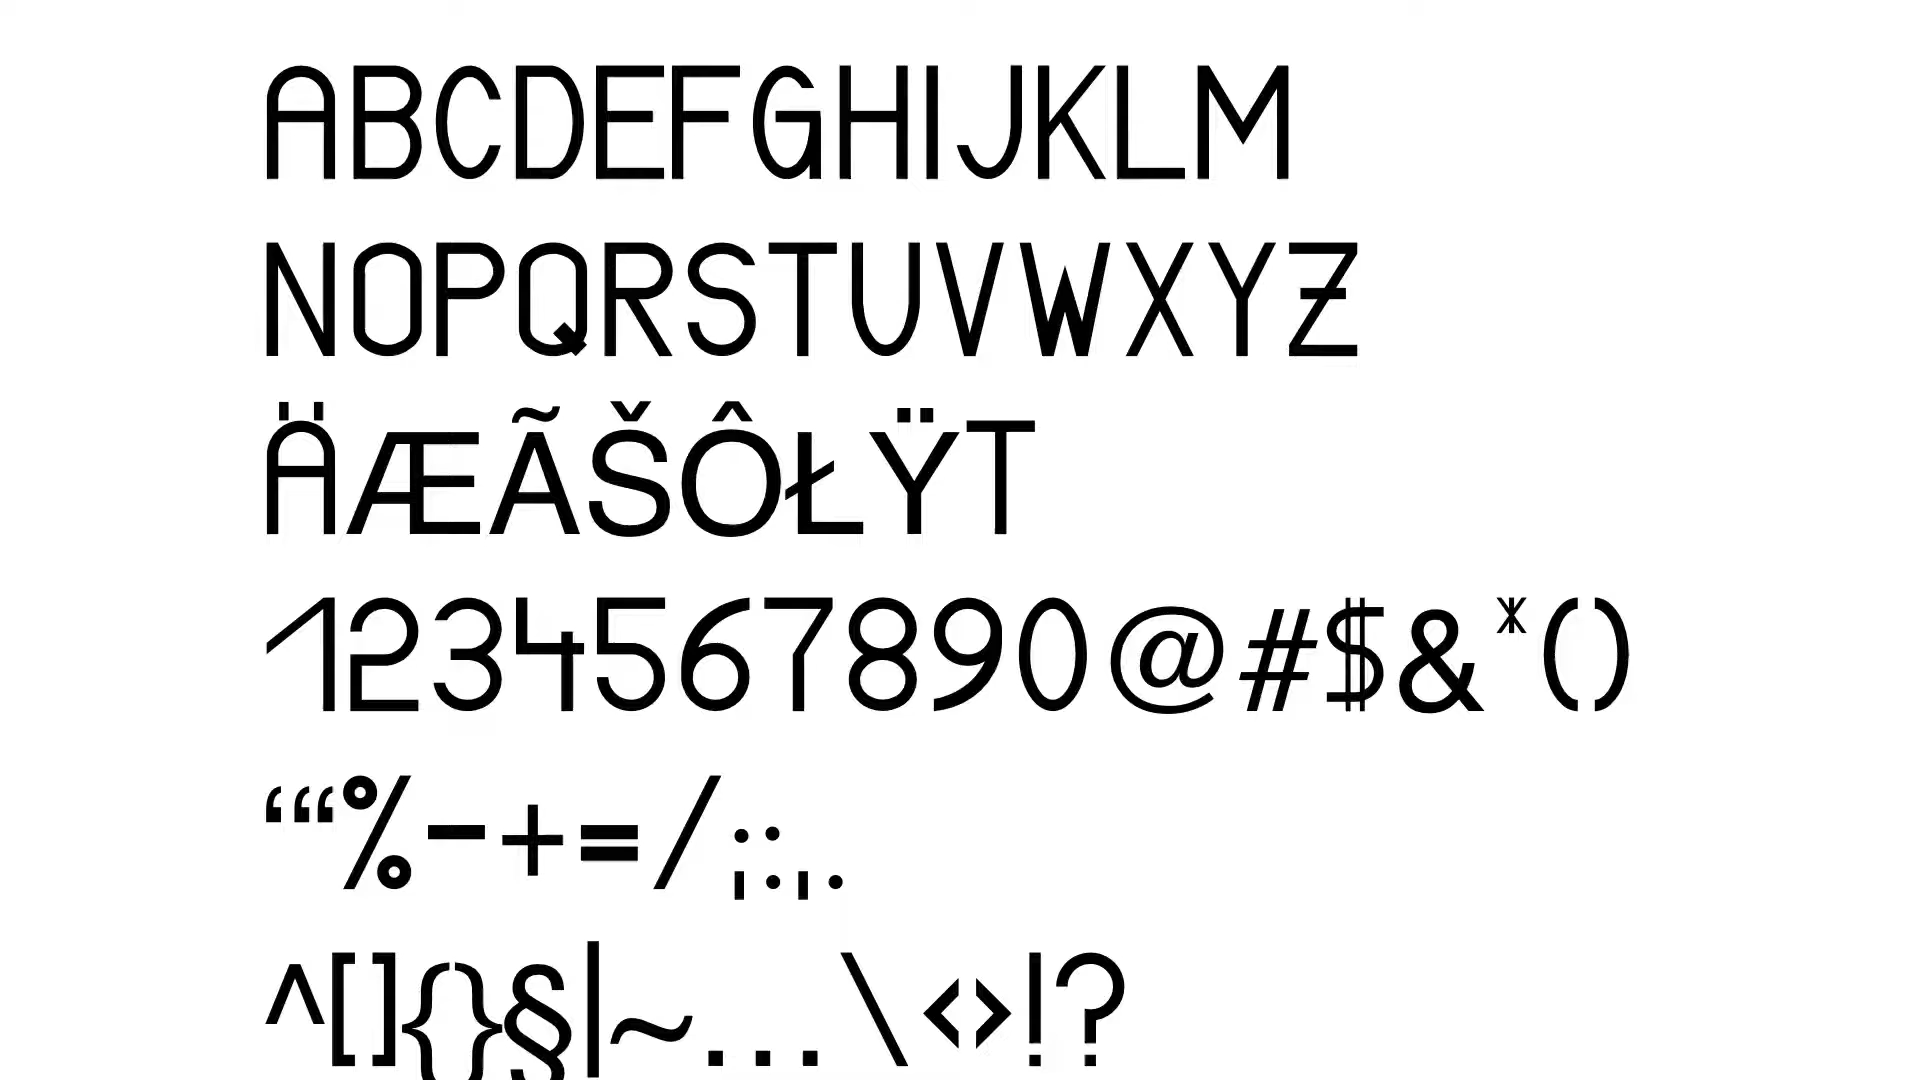 ABCDEFGHIJKLM
NOPQRSTUVWXYZ
ÄÆÃŠÔŁŸT
1234567890@#$&*()
‘“%-+=/;:,.
^[]{}§|~…\<>!?